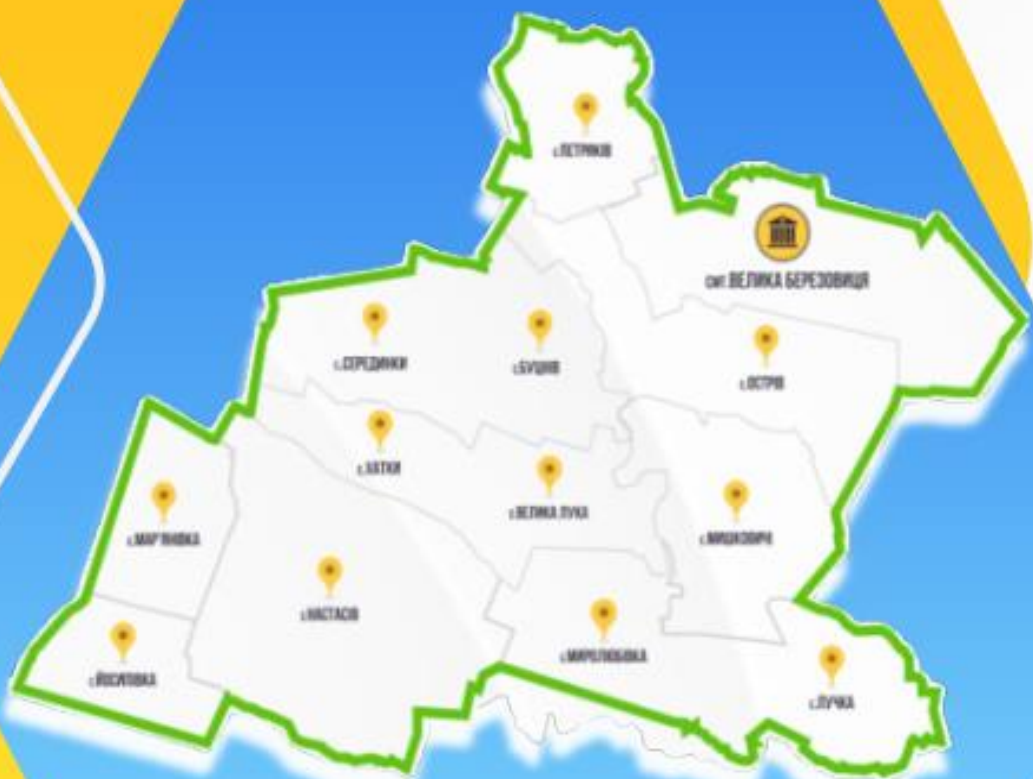 с.ПЕТРИКІВ
смт ВЕЛИКА БЕРЕЗОВИЦЯ
с.СЕРЕДИНКИ
с.БУЦНІВ
с.ОСТРІВ
с.ХАТКИ
с.ВЕЛИКА ЛУКА
с.МИШКОВИЧІ
с.МАР'ЯНІВКА
с.НАСТАСІВ
с.МИРОЛЮБІВКА
с.ЙОСИПІВКА
с.ЛУЧКА